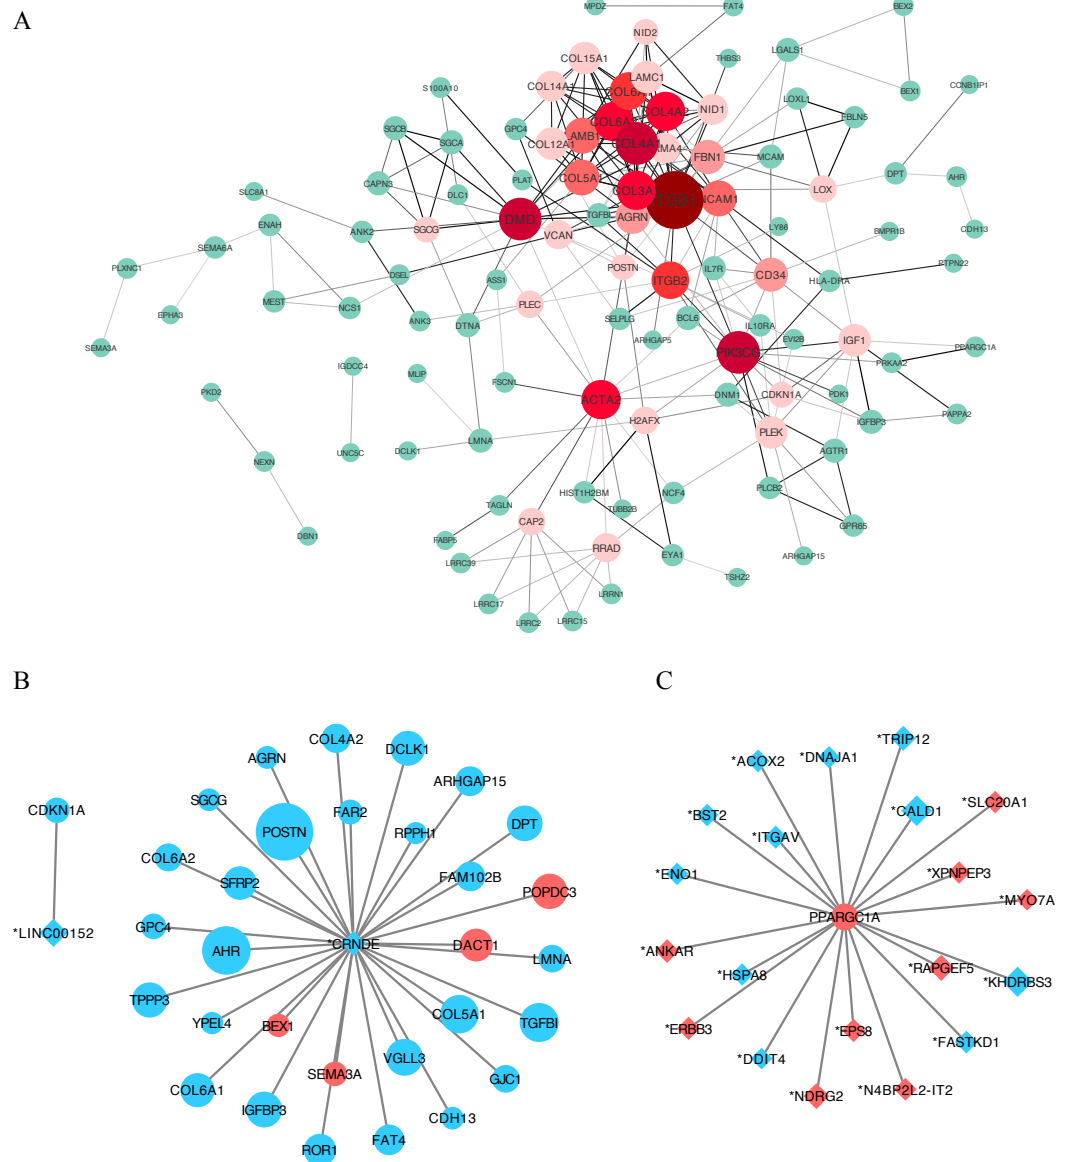 A
MPDZ
FAT4
BEX2
NID2
LGALS1
COL15A1
THBS3
LAMC1
S100A10
COL14A1
CCNB1IP1
BEX1
LOXL1
NID1
COL4A2
FBLN5
SGCB
GPC4
SGCA
AMB1
COL12A1
COL4A1
FBN1
MCAM
DPT
AHR
CAPN3
PLAT
COL5A1
SLC8A1
DLC1
COL3A1
LOX
NCAM1
ENAH
TGFBI
AGRN
DMD
ANK2
SGCG
VCAN
LY86
BMPR1B
CDH13
SEMA6A
PLXNC1
POSTN
IL7R
PTPN22
DSEL
ASS1
ITGB2
CD34
HLA-DRA
MEST
NCS1
PLEC
EPHA3
ANK3
DTNA
SELPLG
BCL6
IL10RA
ARHGAP5
EVI2B
IGF1
SEMA3A
PIK3CG
PPARGC1A
IGDCC4
PRKAA2
MLIP
FSCN1
PKD2
ACTA2
DNM1
CDKN1A
PDK1
H2AFX
IGFBP3
PAPPA2
PLEK
LMNA
DCLK1
UNC5C
AGTR1
NEXN
HIST1H2BM
NCF4
PLCB2
TAGLN
TUBB2B
CAP2
GPR65
DBN1
FABP5
RRAD
EYA1
ARHGAP15
LRRC39
TSHZ2
LRRN1
LRRC17
LRRC2
LRRC15
B
C
COL4A2
DCLK1
AGRN
ARHGAP15
SGCG
FAR2
CDKN1A
POSTN
RPPH1
DPT
COL6A2
SFRP2
FAM102B
POPDC3
GPC4
*LINC00152
AHR
*CRNDE
DACT1
LMNA
TPPP3
YPEL4
BEX1
COL5A1
TGFBI
VGLL3
SEMA3A
GJC1
COL6A1
IGFBP3
CDH13
FAT4
ROR1
*TRIP12
*DNAJA1
*ACOX2
*SLC20A1
*BST2
*CALD1
*ITGAV
*ENO1
*XPNPEP3
*MYO7A
PPARGC1A
*ANKAR
*HSPA8
*RAPGEF5
*KHDRBS3
*ERBB3
*EPS8
*FASTKD1
*DDIT4
*NDRG2
*N4BP2L2-IT2